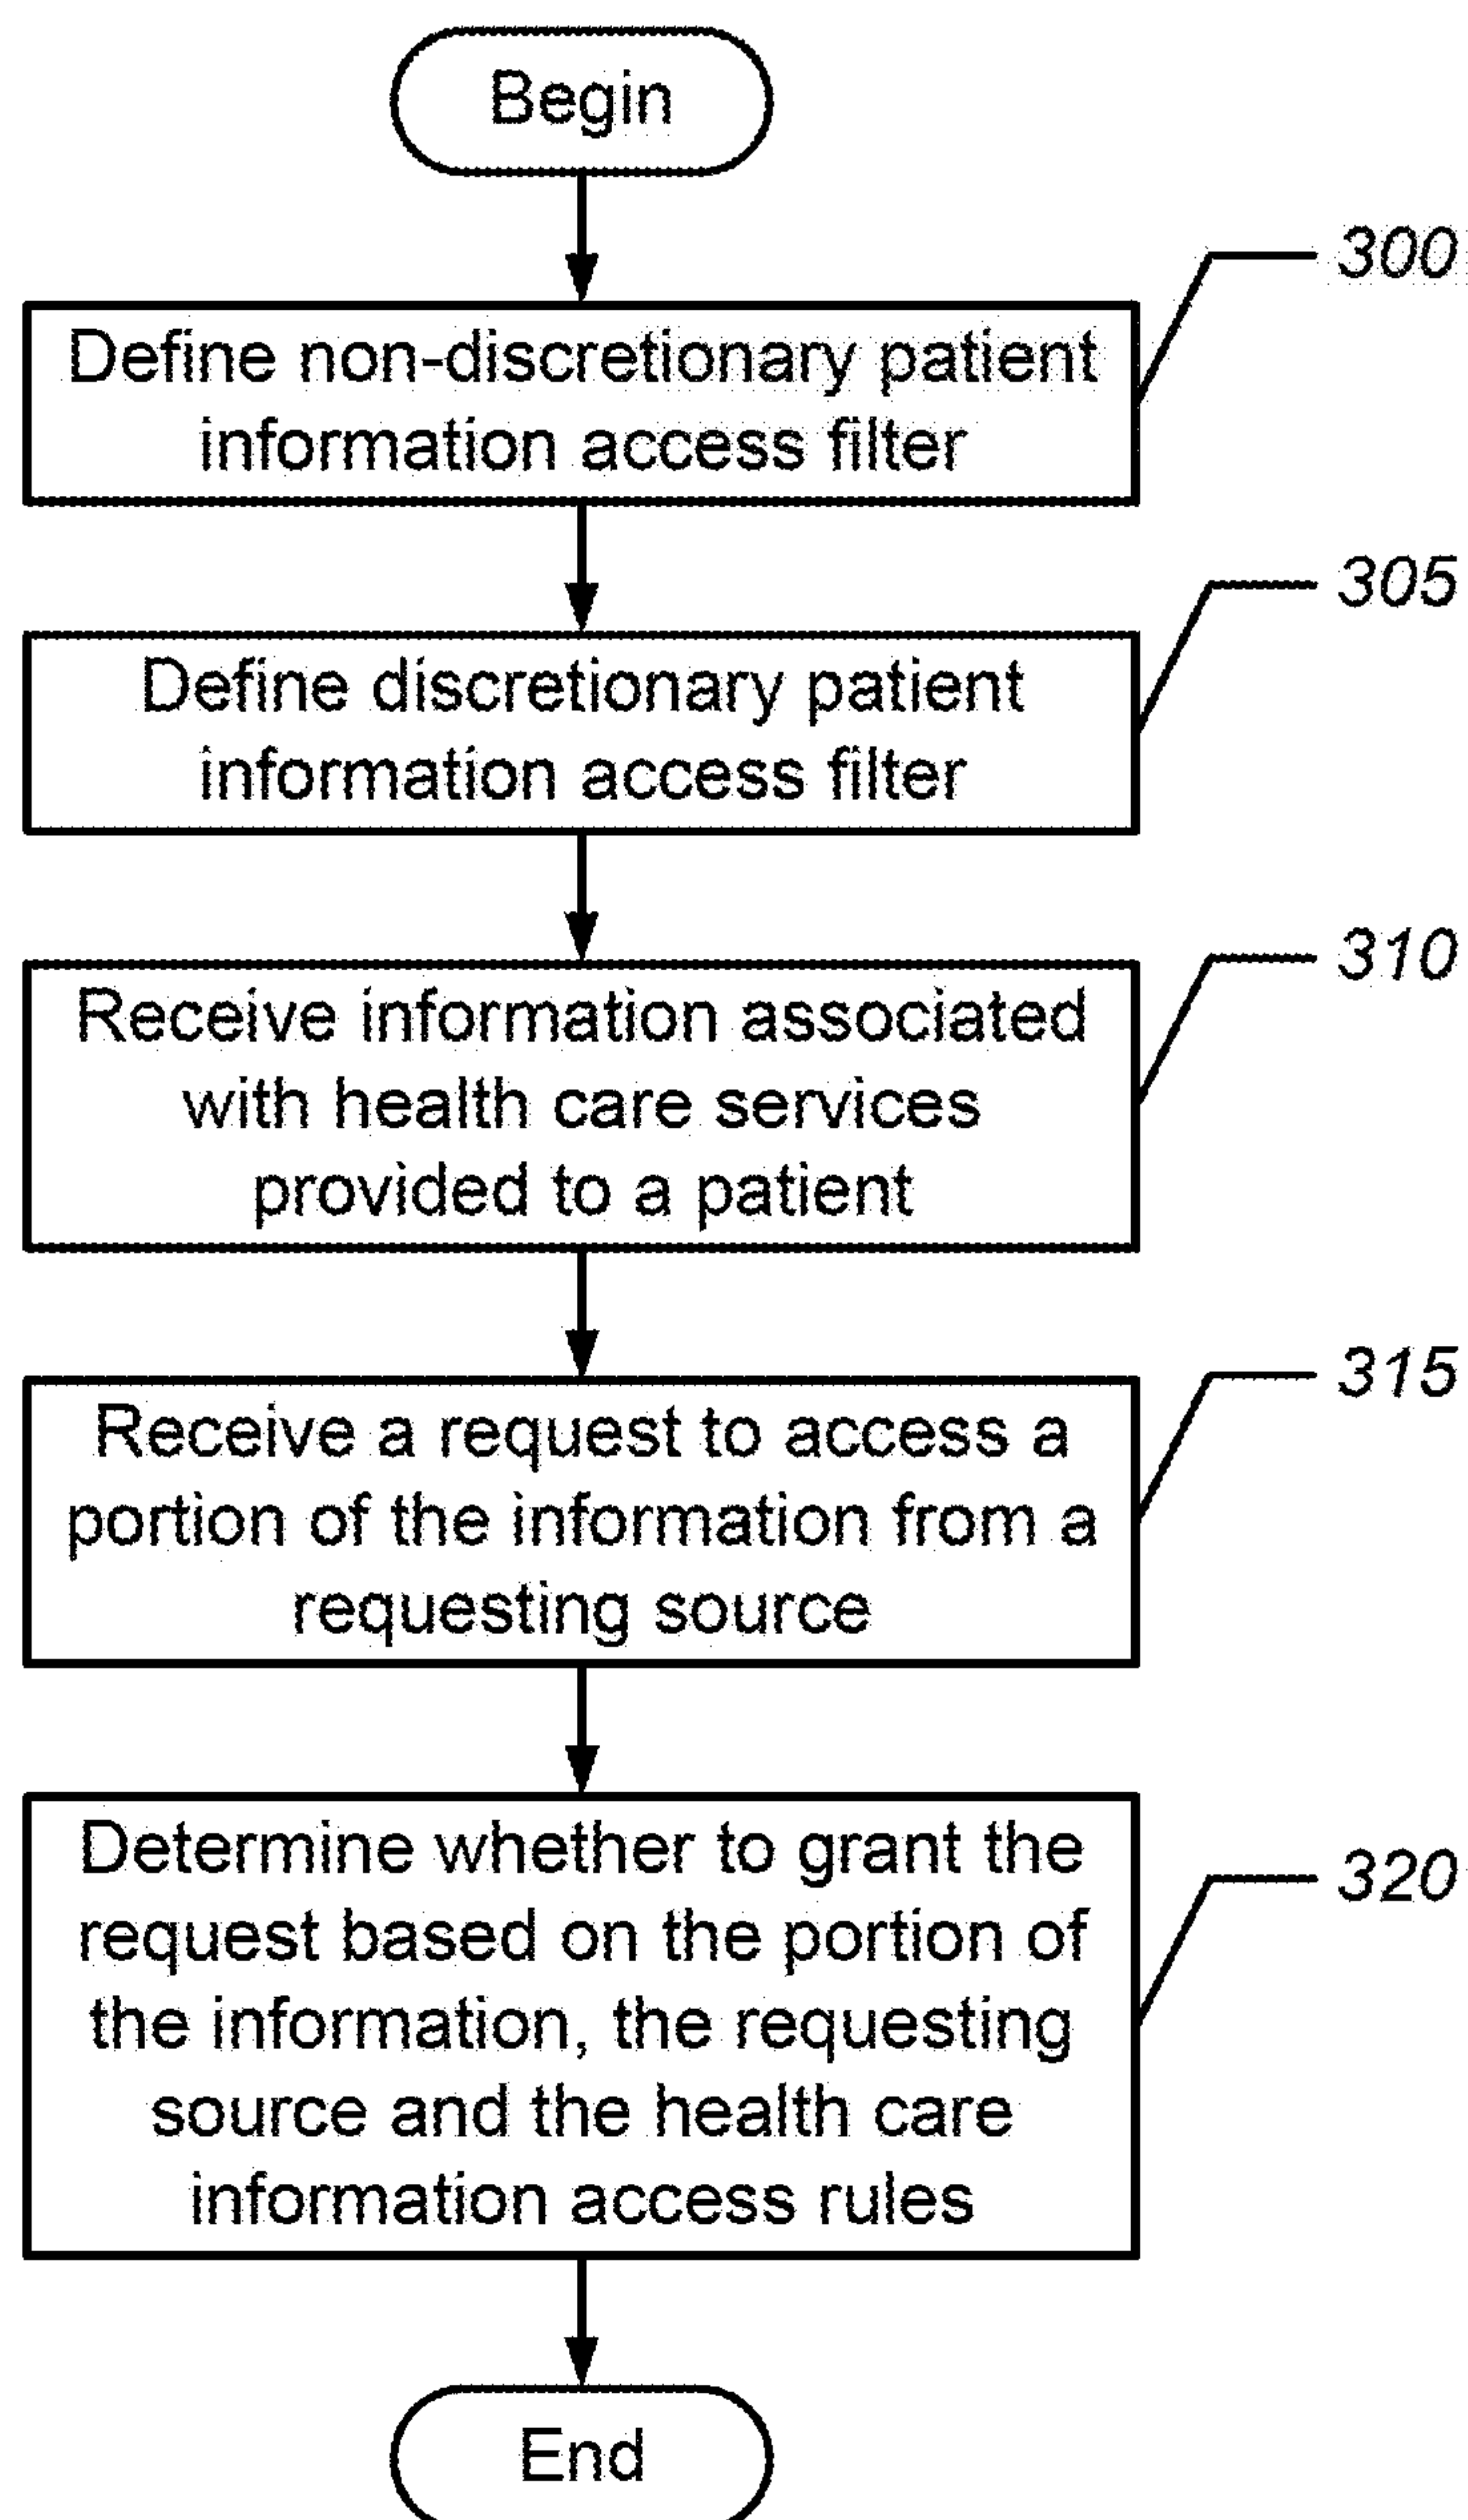 Begin
300
Define non-discretionary patient
information access filter
305
Define discretionary patient
information access filter
310
Receive information associated
with health care services
provided to a patient
315
Receive a request to access a
portion of the information from a
requesting source
320
Determine whether to grant the
request based on the portion of
the information, the requesting
source and the health care
information access rules
End